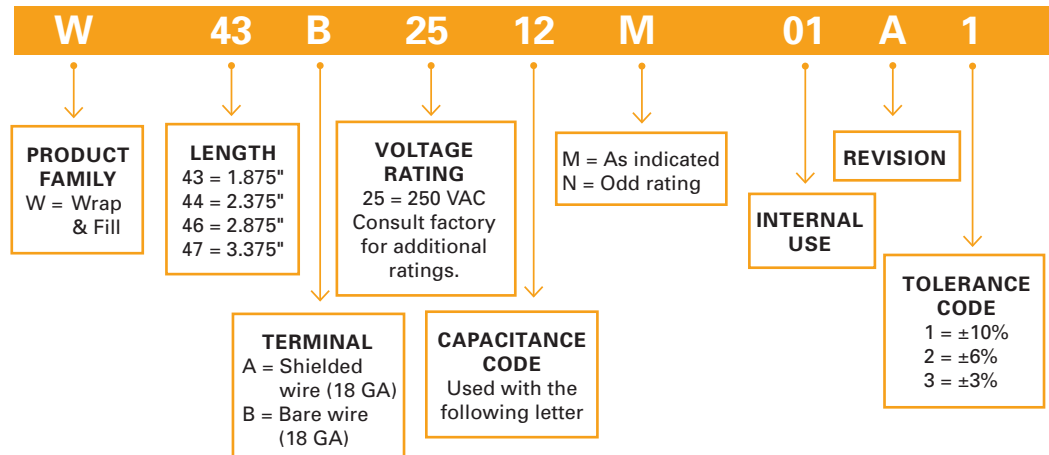 W 43 B 25 12 M 01 A 1
PRODUCT
FAMILY
W = Wrap
& Fill
LENGTH
43 = 1.875"
44 = 2.375"
46 = 2.875"
47 = 3.375"
TERMINAL
A = Shielded
wire (18 GA)
B = Bare wire
(18 GA)
VOLTAGE
RATING
25 = 250 VAC
Consult factory
for additional
ratings.
CAPACITANCE
CODE
Used with the
following letter
M = As indicated
N = Odd rating
INTERNAL
USE
REVISION
TOLERANCE
CODE
1 = ±10%
2 = ±6%
3 = ±3%